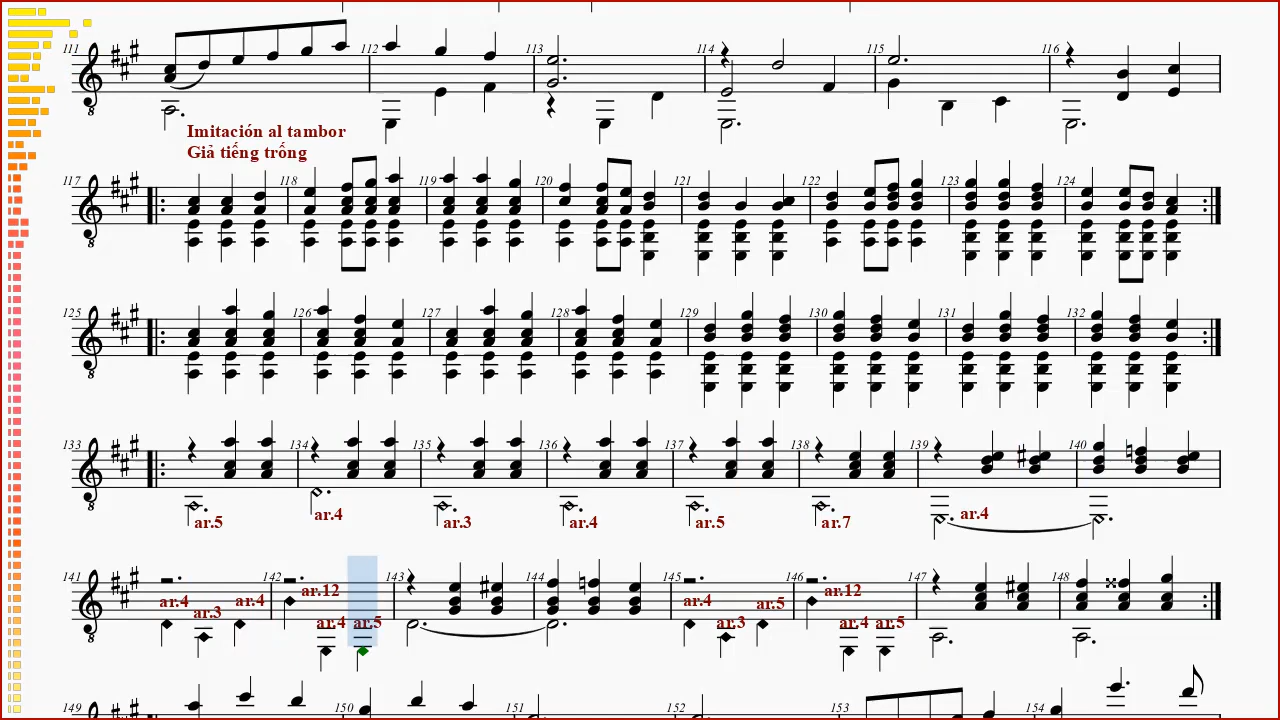 111 112 113 114 115 116
Imitación al tambor
Giả tiếng trống
117 118 119 120 121 122 123 124
125 126 127 128 129 130 131 132
133 134 135 136 137 138 139 140
ar.5 ar.4 ar.3 ar.4 ar.5 ar.7 ar.4
141 142 143 144 145 146 147 148
ar.4 ar.3 ar.4 ar.12 ar.4 ar.5 ar.4 ar.3 ar.5 ar.12 ar.4 ar.5
149 150 151 152 153 154